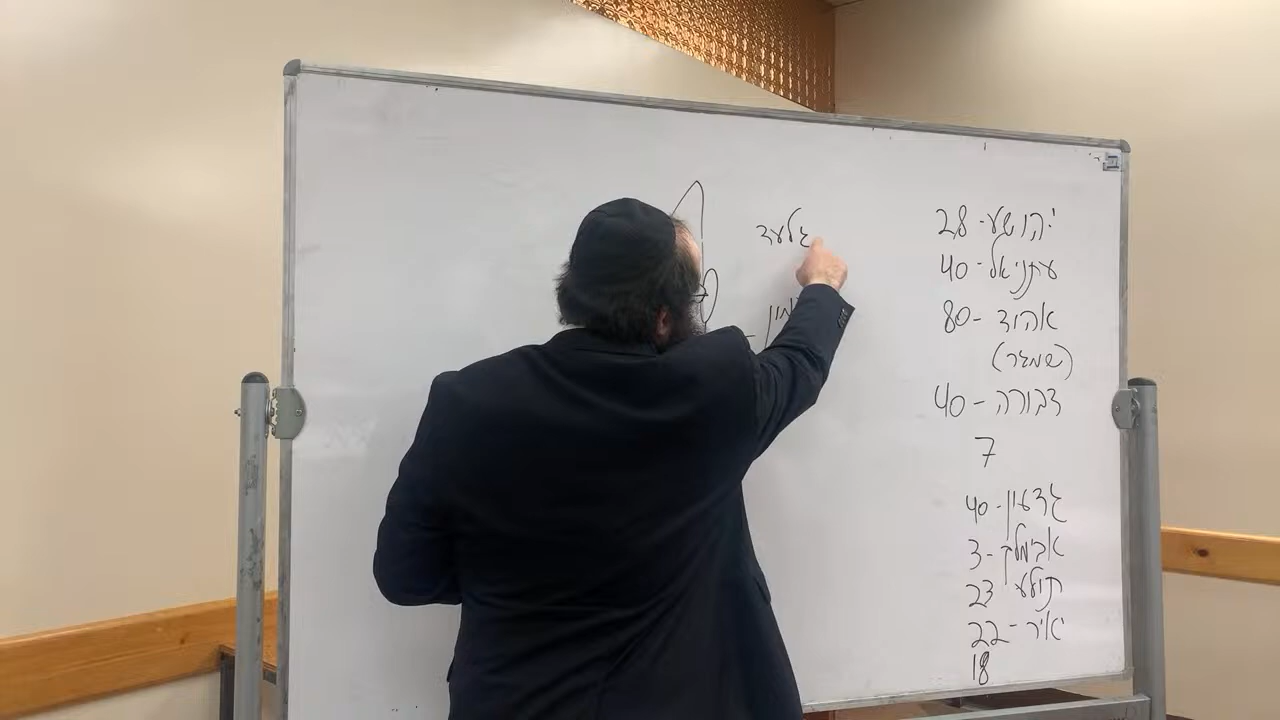 יהושע - 28
עתניאל - 40
אהוד - 80
(שמגר)
דבורה - 40
7
גדעון - 40
אבימלך - 3
תולע 23
יאיר - 22
18
גלעד